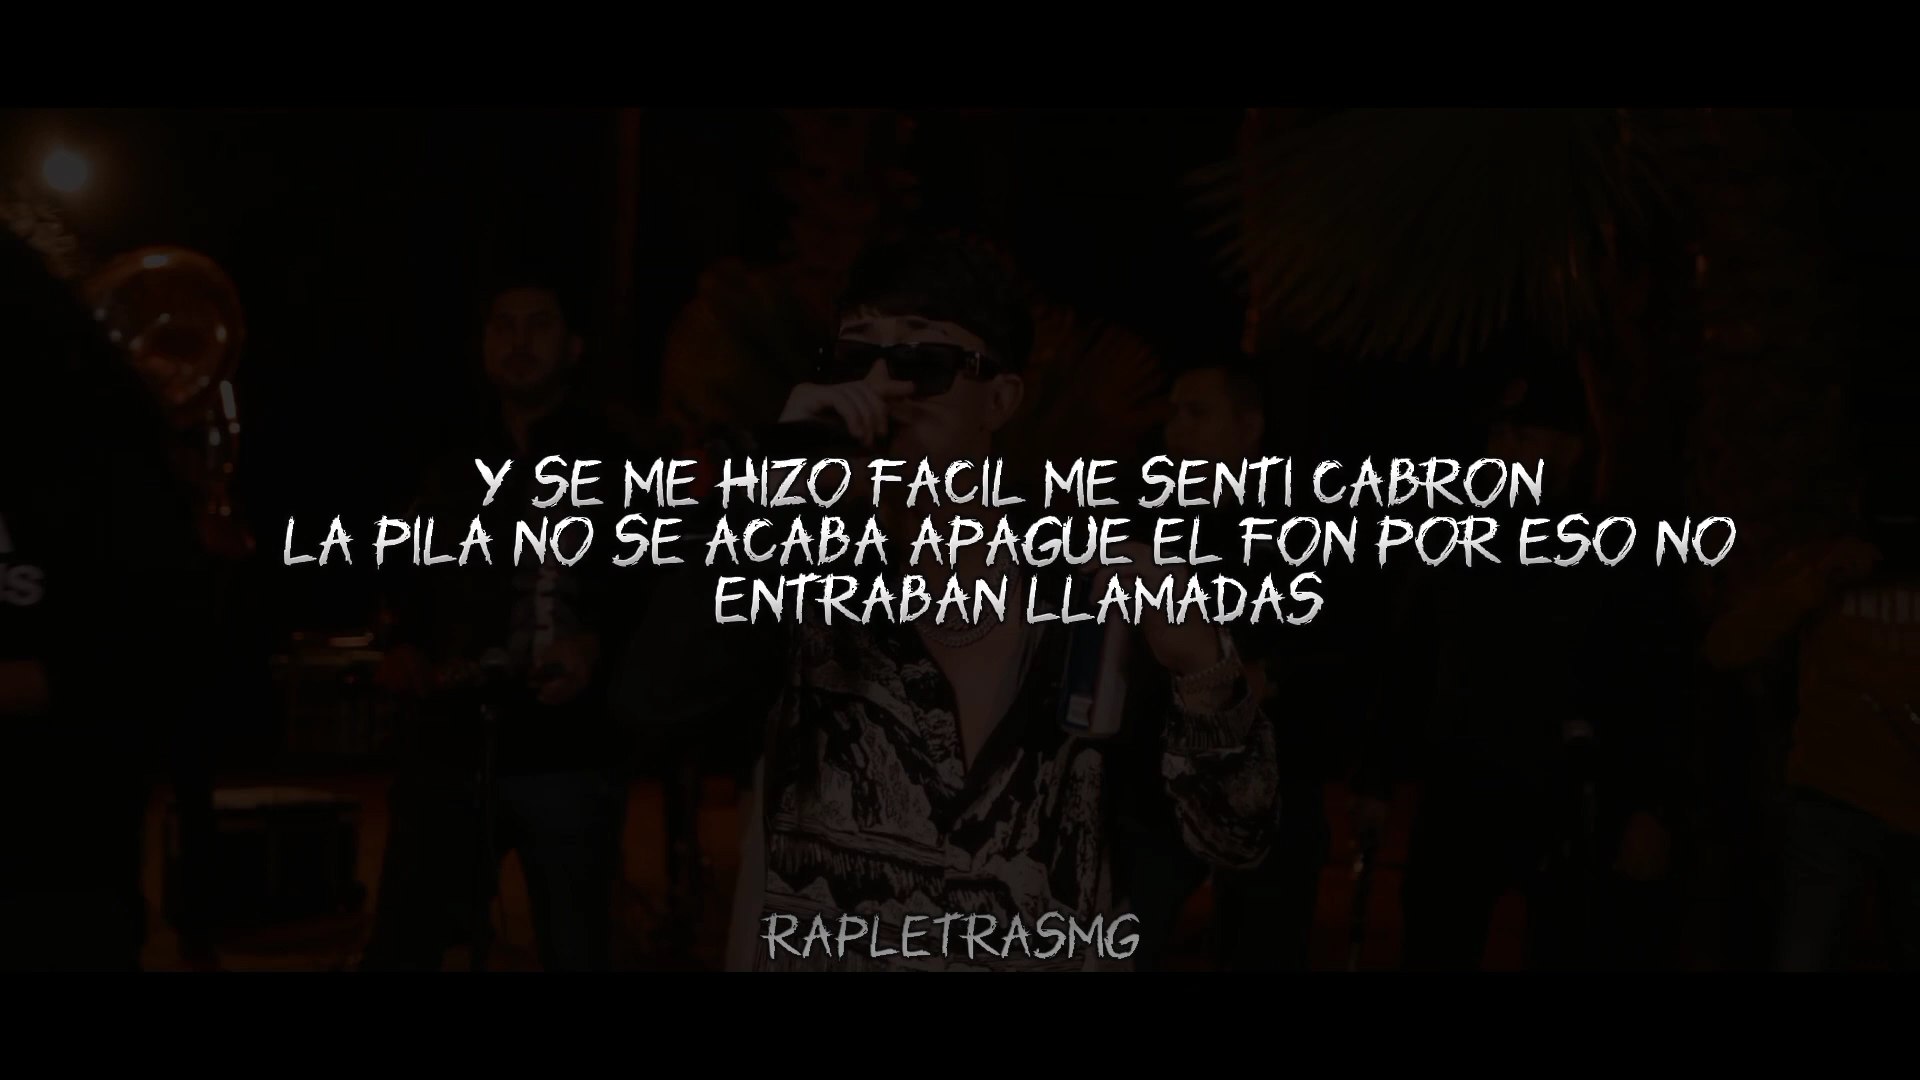 Y SE ME HIZO FACIL ME SENTI CABRON
LA PILA NO SE ACABA APAGUE EL FON POR ESO NO
ENTRABAN LLAMADAS
RAPLETRASMG